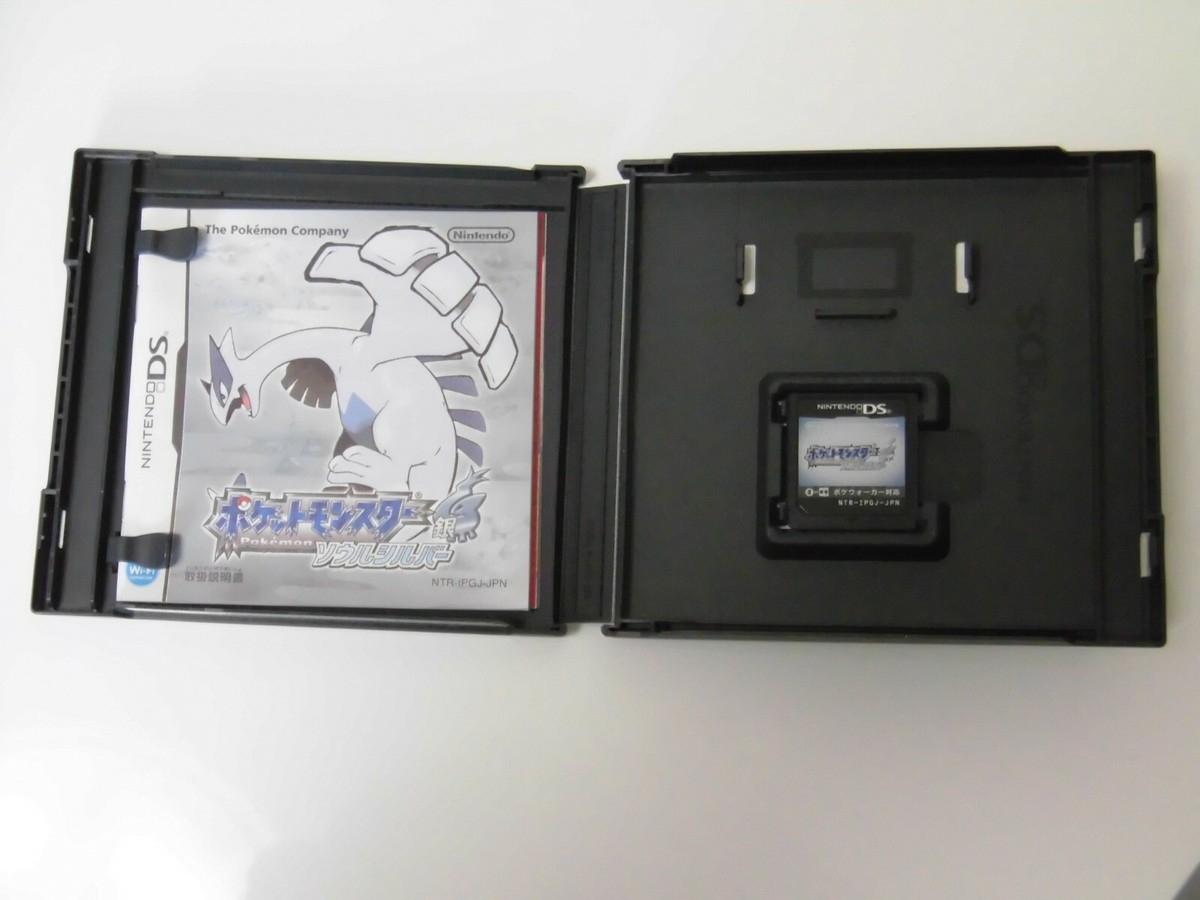 The Pokémon Company
Nintendo
NINTENDO DS
ポケットモンスター
Pokémon
銀
ソウルシルバー
Wi-Fi
取扱説明書
NTR-IPGJ-JPN
NINTENDO DS
ポケットモンスター
ポケウォーカー対応
NTR-IPGJ-JPN